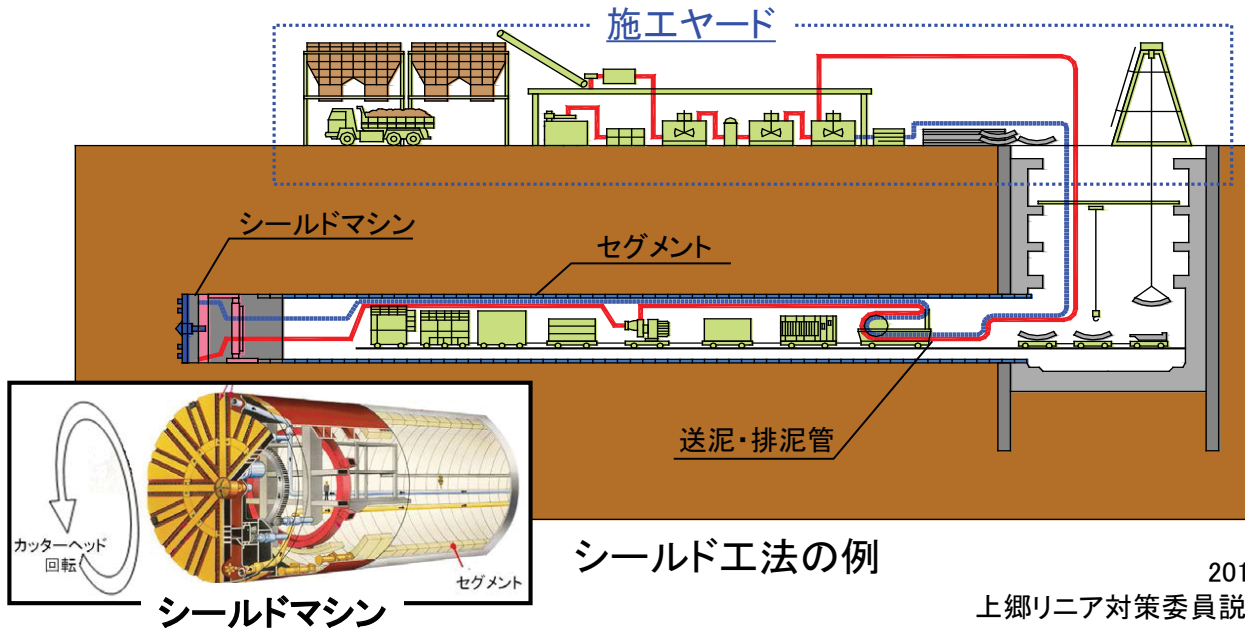 施工ヤード
シールドマシン
セグメント
送泥・排泥管
カッターヘッド
回転
セグメント
シールドマシン
シールド工法の例
201
上郷リニア対策委員説